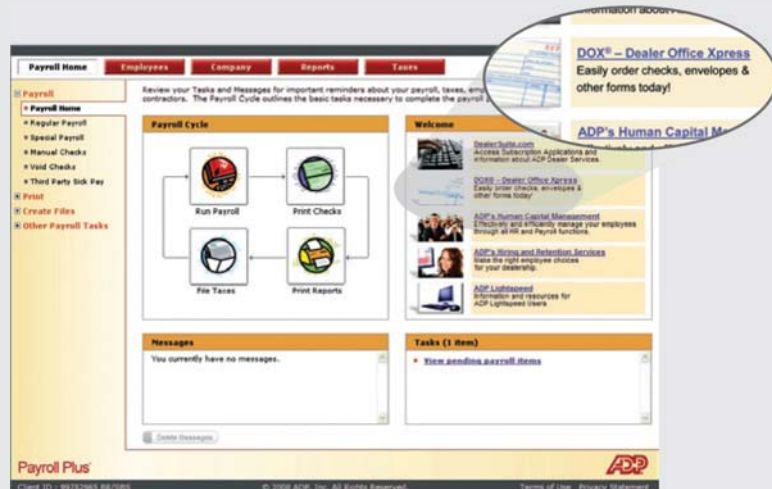 information about
DOX® – Dealer Office Xpress
Easily order checks, envelopes &
other forms today!
ADP's Human Capital
Payroll Home
Employees
Company
Reports
Taxes
Review your Tasks and Messages for important reminders about your payroll, taxes,
contractors. The Payroll Cycle outlines the basic tasks necessary to complete the payroll
Payroll
Payroll Home
Regular Payroll
Special Payroll
Manual Checks
Void Checks
Third Party Sick Pay
Print
Create Files
Other Payroll Tasks
Payroll Cycle
Run Payroll
Print Checks
File Taxes
Print Reports
Welcome
DealerSuite.com
Access Subscription Applications and
information about ADP Dealer Services.
DOX® – Dealer Office Xpress
Easily order checks, envelopes &
other forms today!
ADP's Human Capital Management
Effectively and efficiently manage your employees
through all HR and Payroll functions.
ADP's Hiring and Retention Services
Make the right employee choices
for your dealership.
ADP Lightspeed
Information and resources for
ADP Lightspeed Users
Messages
You currently have no messages.
Tasks (1 item)
View pending payroll items
Delete Messages
Payroll Plus
ADP
Client ID :
© 2008 ADP, Inc. All Rights Reserved.
Terms of Use Privacy Statement